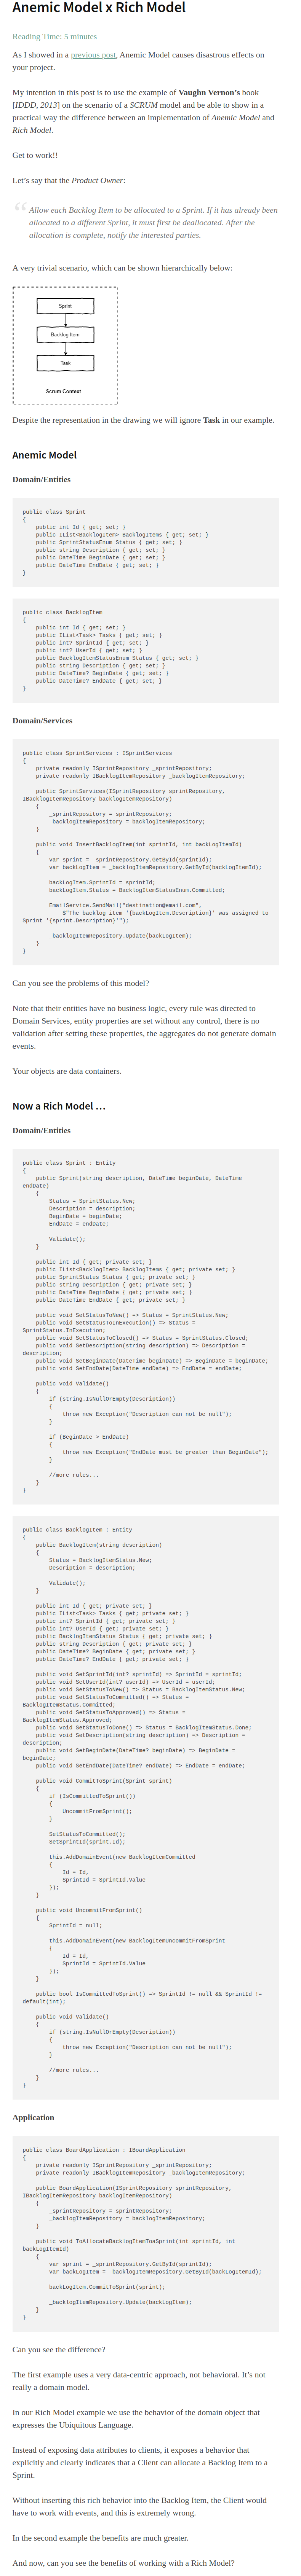 Anemic Model x Rich Model
Reading Time: 5 minutes
As I showed in a previous post, Anemic Model causes disastrous effects on
your project.
My intention in this post is to use the example of Vaughn Vernon's book
[IDDD, 2013] on the scenario of a SCRUM model and be able to show in a
practical way the difference between an implementation of Anemic Model and
Rich Model.
Get to work!!
Let's say that the Product Owner:
“ Allow each Backlog Item to be allocated to a Sprint. If it has already been
allocated to a different Sprint, it must first be deallocated. After the
allocation is complete, notify the interested parties.
A very trivial scenario, which can be shown hierarchically below:
Sprint
Backlog Item
Task
Scrum Context
Despite the representation in the drawing we will ignore Task in our example.
Anemic Model
Domain/Entities
public class Sprint
{
    public int Id { get; set; }
    public IList<BacklogItem> BacklogItems { get; set; }
    public SprintStatusEnum Status { get; set; }
    public string Description { get; set; }
    public DateTime BeginDate { get; set; }
    public DateTime EndDate { get; set; }
}
public class BacklogItem
{
    public int Id { get; set; }
    public IList<Task> Tasks { get; set; }
    public int? SprintId { get; set; }
    public int? UserId { get; set; }
    public BacklogItemStatusEnum Status { get; set; }
    public string Description { get; set; }
    public DateTime? BeginDate { get; set; }
    public DateTime? EndDate { get; set; }
}
Domain/Services
public class SprintServices : ISprintServices
{
    private readonly ISprintRepository _sprintRepository;
    private readonly IBacklogItemRepository _backlogItemRepository;
    public SprintServices(ISprintRepository sprintRepository,
IBacklogItemRepository backlogItemRepository)
    {
        _sprintRepository = sprintRepository;
        _backlogItemRepository = backlogItemRepository;
    }
    public void InsertBacklogItem(int sprintId, int backLogItemId)
    {
        var sprint = _sprintRepository.GetById(sprintId);
        var backLogitem = _backlogItemRepository.GetById(backLogItemId);
        backLogItem.SprintId = sprintId;
        backLogItem.Status = BacklogItemStatusEnum.Committed;
        EmailService.SendMail("destination@email.com",
            $"The backlog item '{backLogItem.Description}' was assigned to
Sprint '{sprint.Description}'");
        _backlogItemRepository.Update(backLogItem);
    }
}
Can you see the problems of this model?
Note that their entities have no business logic, every rule was directed to
Domain Services, entity properties are set without any control, there is no
validation after setting these properties, the aggregates do not generate domain
events.
Your objects are data containers.
Now a Rich Model …
Domain/Entities
public class Sprint : Entity
{
    public Sprint(string description, DateTime beginDate, DateTime
endDate)
    {
        Status = SprintStatus.New;
        Description = description;
        BeginDate = beginDate;
        EndDate = endDate;
        Validate();
    }
    public int Id { get; private set; }
    public IList<BacklogItem> BacklogItems { get; private set; }
    public SprintStatus Status { get; private set; }
    public string Description { get; private set; }
    public DateTime BeginDate { get; private set; }
    public DateTime EndDate { get; private set; }
    public void SetStatusToNew() => Status = SprintStatus.New;
    public void SetStatusToInExecution() => Status =
SprintStatus.InExecution;
    public void SetStatusToClosed() => Status = SprintStatus.Closed;
    public void SetDescription(string description) => Description =
description;
    public void SetBeginDate(DateTime beginDate) => BeginDate = beginDate;
    public void SetEndDate(DateTime endDate) => EndDate = endDate;
    public void Validate()
    {
        if (string.IsNullOrEmpty(Description))
        {
            throw new Exception("Description can not be null");
        }
        if (BeginDate > EndDate)
        {
            throw new Exception("EndDate must be greater than BeginDate");
        }
        //more rules...
    }
}
public class BacklogItem : Entity
{
    public BacklogItem(string description)
    {
        Status = BacklogItemStatus.New;
        Description = description;
        Validate();
    }
    public int Id { get; private set; }
    public IList<Task> Tasks { get; private set; }
    public int? SprintId { get; private set; }
    public int? UserId { get; private set; }
    public BacklogItemStatus Status { get; private set; }
    public string Description { get; private set; }
    public DateTime? BeginDate { get; private set; }
    public DateTime? EndDate { get; private set; }
    public void SetSprintId(int? sprintId) => SprintId = sprintId;
    public void SetUserId(int? userId) => UserId = userId;
    public void SetStatusToNew() => Status = BacklogItemStatus.New;
    public void SetStatusToCommitted() => Status =
BacklogItemStatus.Committed;
    public void SetStatusToApproved() => Status =
BacklogItemStatus.Approved;
    public void SetStatusToDone() => Status = BacklogItemStatus.Done;
    public void SetDescription(string description) => Description =
description;
    public void SetBeginDate(DateTime? beginDate) => BeginDate =
beginDate;
    public void SetEndDate(DateTime? endDate) => EndDate = endDate;
    public void CommitToSprint(Sprint sprint)
    {
        if (IsCommittedToSprint())
        {
            UncommitFromSprint();
        }
        SetStatusToCommitted();
        SetSprintId(sprint.Id);
        this.AddDomainEvent(new BacklogItemCommitted
        {
            Id = Id,
            SprintId = SprintId.Value
        });
    }
    public void UncommitFromSprint()
    {
        SprintId = null;
        this.AddDomainEvent(new BacklogItemUncommitFromSprint
        {
            Id = Id,
            SprintId = SprintId.Value
        });
    }
    public bool IsCommittedToSprint() => SprintId != null && SprintId !=
default(int);
    public void Validate()
    {
        if (string.IsNullOrEmpty(Description))
        {
            throw new Exception("Description can not be null");
        }
        //more rules...
    }
}
Application
public class BoardApplication : IBoardApplication
{
    private readonly ISprintRepository _sprintRepository;
    private readonly IBacklogItemRepository _backlogItemRepository;
    public BoardApplication(ISprintRepository sprintRepository,
IBacklogItemRepository backlogItemRepository)
    {
        _sprintRepository = sprintRepository;
        _backlogItemRepository = backlogItemRepository;
    }
    public void ToAllocateBacklogItemToaSprint(int sprintId, int
backLogItemId)
    {
        var sprint = _sprintRepository.GetById(sprintId);
        var backLogItem = _backlogItemRepository.GetById(backLogItemId);
        backLogItem.CommitToSprint(sprint);
        _backlogItemRepository.Update(backLogItem);
    }
}
Can you see the difference?
The first example uses a very data-centric approach, not behavioral. It's not
really a domain model.
In our Rich Model example we use the behavior of the domain object that
expresses the Ubiquitous Language.
Instead of exposing data attributes to clients, it exposes a behavior that
explicitly and clearly indicates that a Client can allocate a Backlog Item to a
Sprint.
Without inserting this rich behavior into the Backlog Item, the Client would
have to work with events, and this is extremely wrong.
In the second example the benefits are much greater.
And now, can you see the benefits of working with a Rich Model?